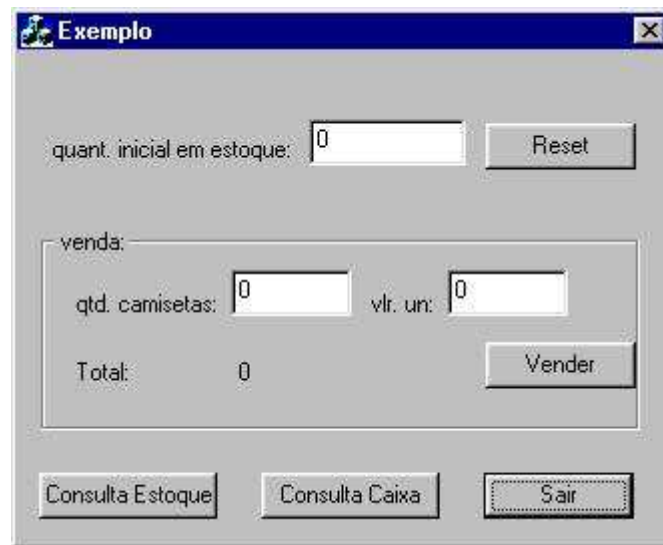 Exemplo
quant. inicial em estoque: 0 Reset
venda:
qtd. camisetas: 0 vlr. un: 0
Total: 0 Vender
Consulta Estoque Consulta Caixa Sair